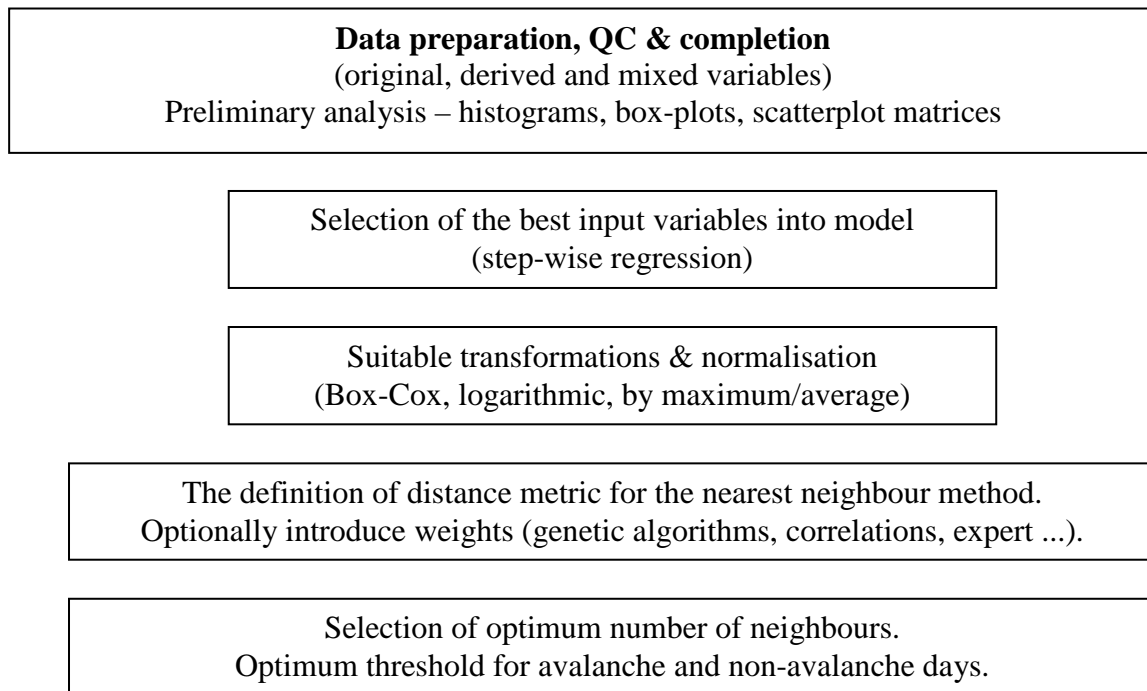 Data preparation, QC & completion
(original, derived and mixed variables)
Preliminary analysis – histograms, box-plots, scatterplot matrices
Selection of the best input variables into model
(step-wise regression)
Suitable transformations & normalisation
(Box-Cox, logarithmic, by maximum/average)
The definition of distance metric for the nearest neighbour method.
Optionally introduce weights (genetic algorithms, correlations, expert ...).
Selection of optimum number of neighbours.
Optimum threshold for avalanche and non-avalanche days.